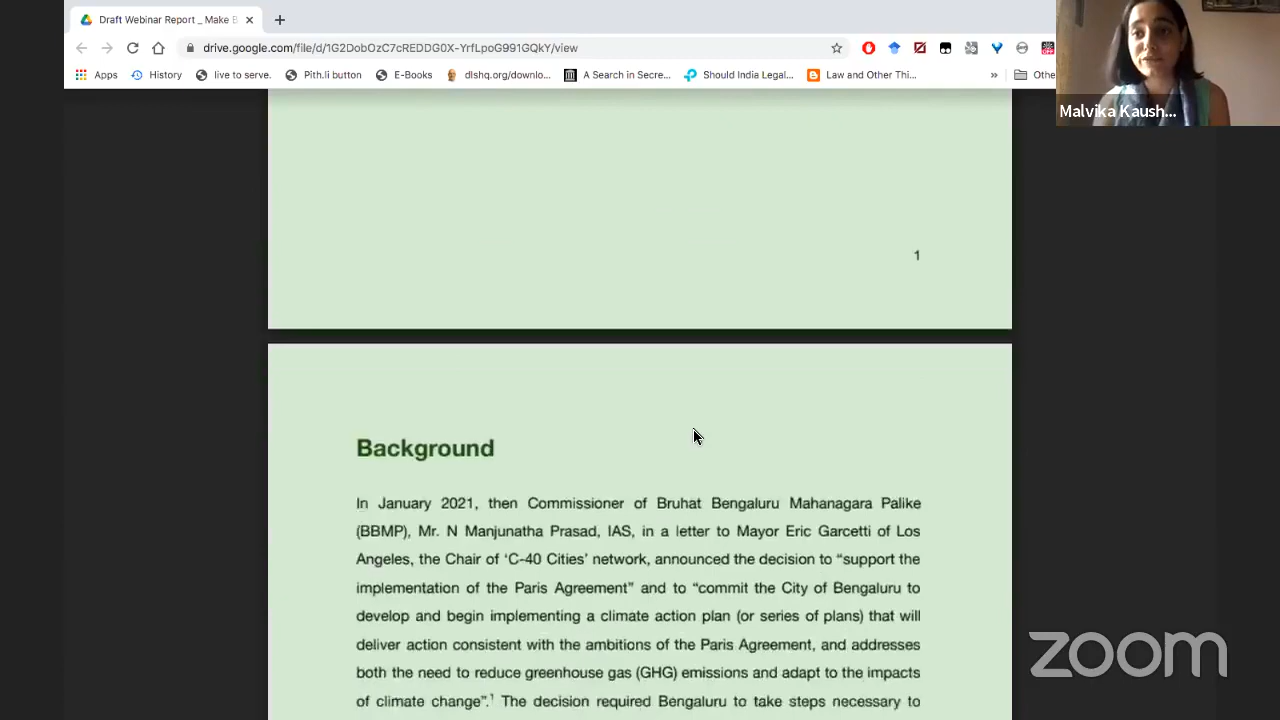 Draft Webinar Report _ Make B
drive.google.com/file/d/1G2DobOzC7cREDDG0X-YrfLpoG991GQkY/view
Apps History live to serve. Pith.li button E-Books dlshq.org/downlo... A Search in Secre... Should India Legal... Law and Other Thi... » Othe
Malvika Kaush...
1
Background
In January 2021, then Commissioner of Bruhat Bengaluru Mahanagara Palike
(BBMP), Mr. N Manjunatha Prasad, IAS, in a letter to Mayor Eric Garcetti of Los
Angeles, the Chair of ‘C-40 Cities’ network, announced the decision to “support the
implementation of the Paris Agreement” and to “commit the City of Bengaluru to
develop and begin implementing a climate action plan (or series of plans) that will
deliver action consistent with the ambitions of the Paris Agreement, and addresses
both the need to reduce greenhouse gas (GHG) emissions and adapt to the impacts
of climate change”.1 The decision required Bengaluru to take steps necessary to
zoom